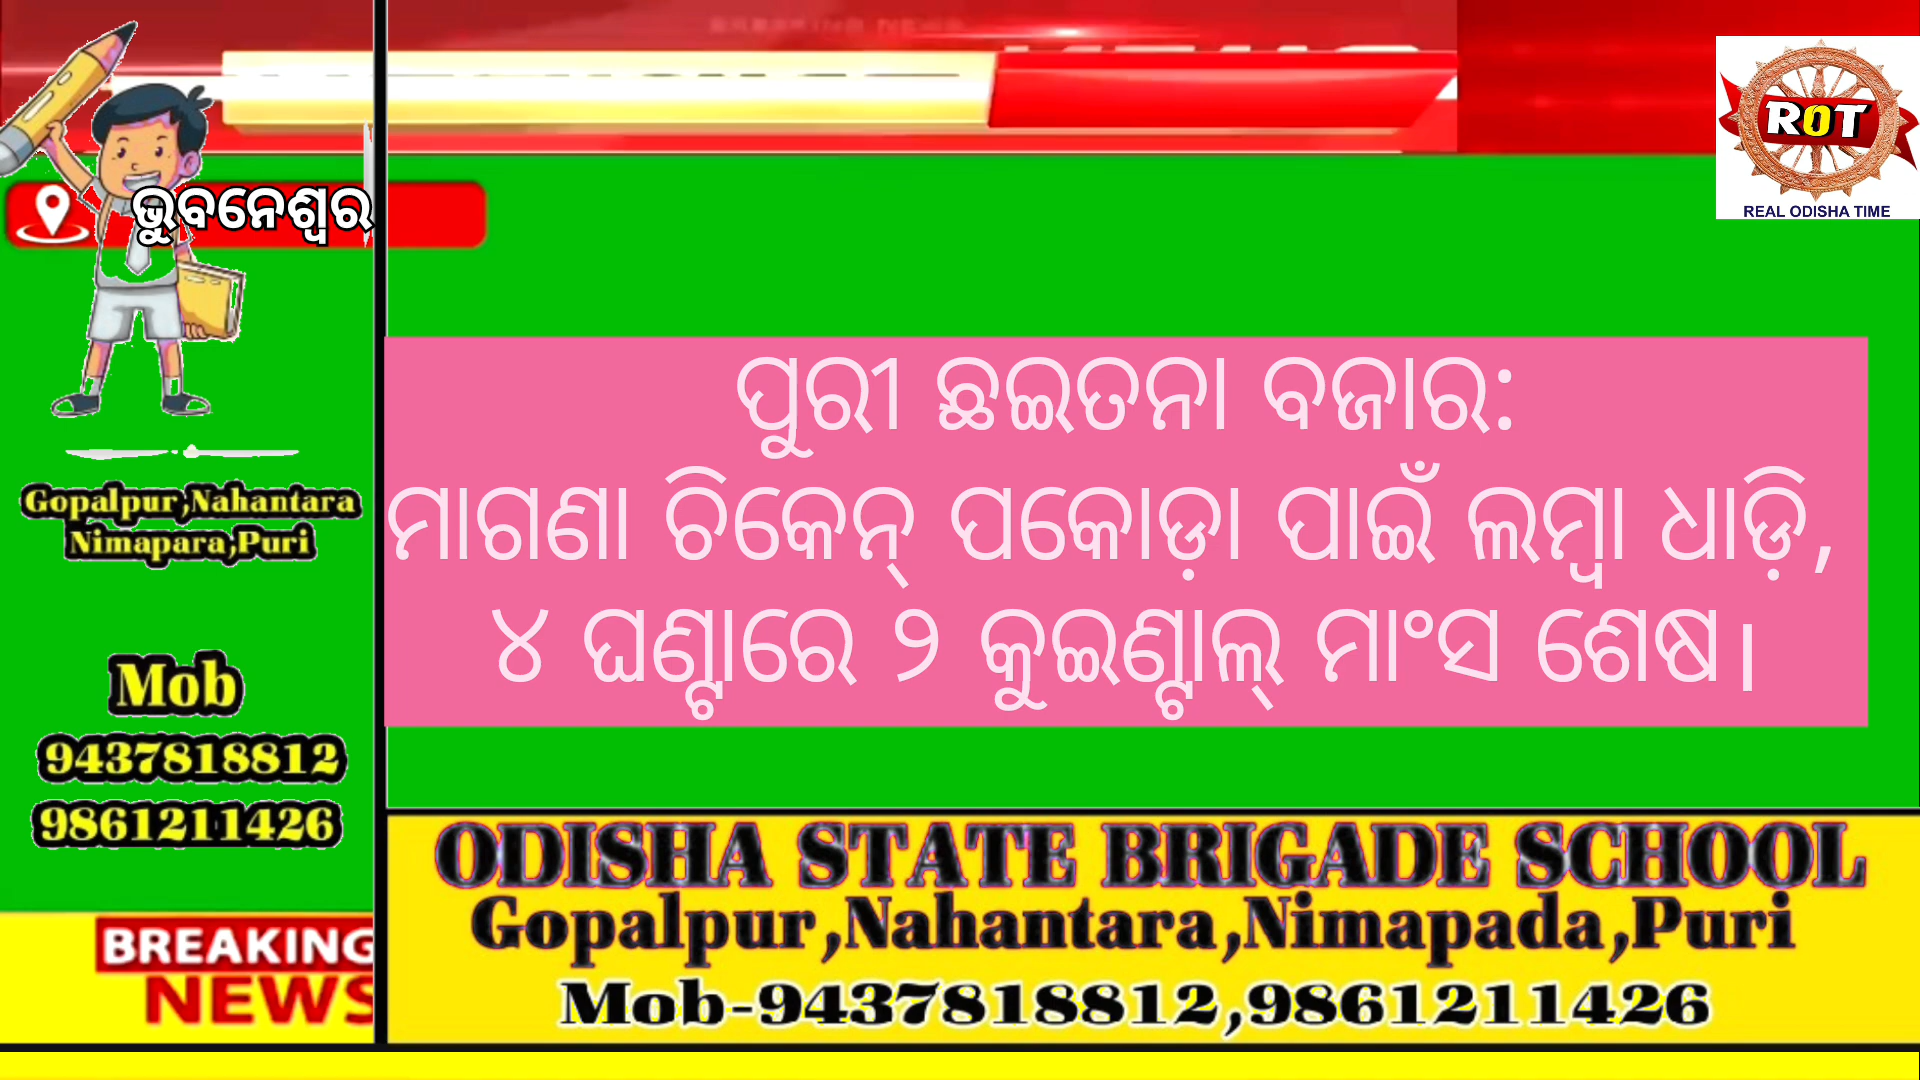 ROT
REAL ODISHA TIME
ଭୁବନେଶ୍ୱର
Gopalpur,Nahantara
Nimapara,Puri
Mob
9437818812
9861211426
BREAKING
NEWS
ପୁରୀ ଛଇତନା ବଜାର:
ମାଗଣା ଚିକେନ୍ ପକୋଡ଼ା ପାଇଁ ଲମ୍ବା ଧାଡ଼ି,
୪ ଘଣ୍ଟାରେ ୨ କୁଇଣ୍ଟାଲ୍ ମାଂସ ଶେଷ।
ODISHA STATE BRIGADE SCHOOL
Gopalpur,Nahantara,Nimapada,Puri
Mob-9437818812,9861211426